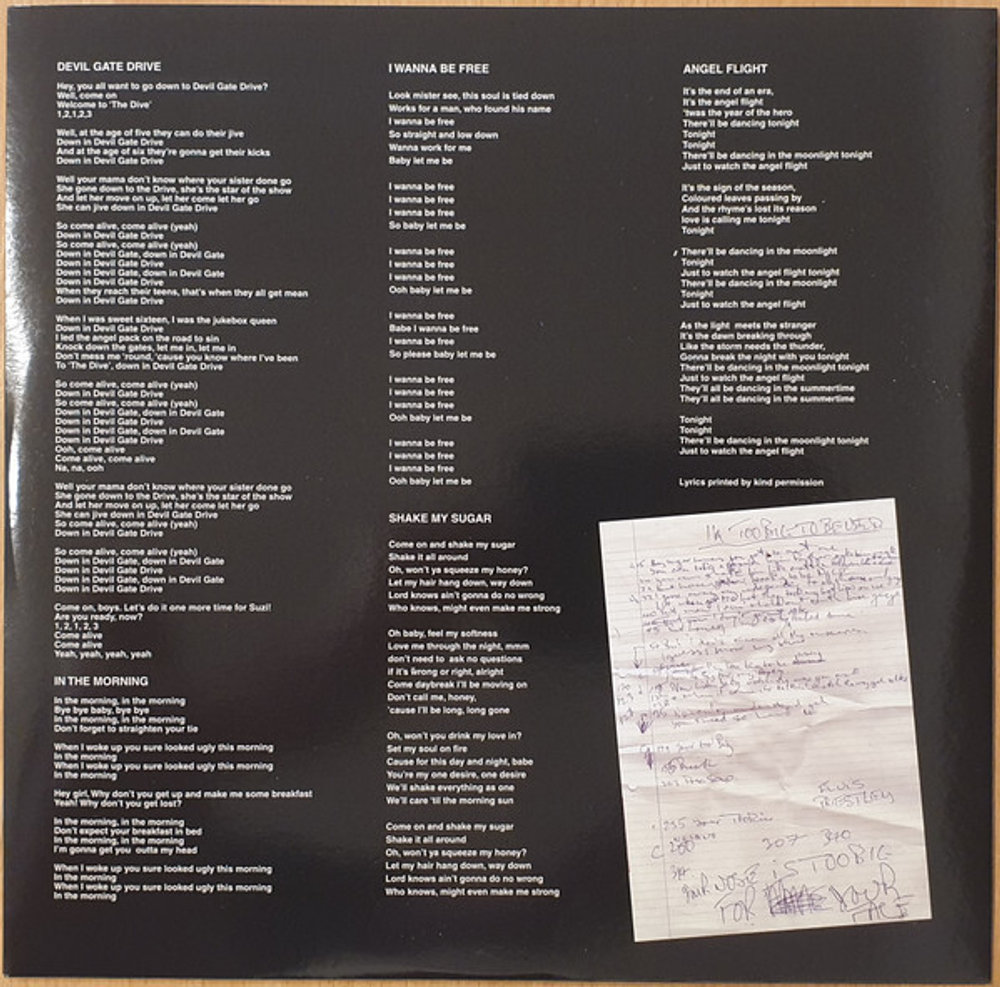 DEVIL GATE DRIVE
Hey, you all want to go down to Devil Gate Drive?
Well, come on
Welcome to 'The Dive'
1,2,1,2,3
Well, at the age of five they can do their jive
Down in Devil Gate Drive
And at the age of six they're gonna get their kicks
Down in Devil Gate Drive
Well your mama don't know where your sister done go
She gone down to the Drive, she's the star of the show
And let her move on up, let her come let her go
She can jive down in Devil Gate Drive
So come alive, come alive (yeah)
Down in Devil Gate Drive
So come alive, come alive (yeah)
Down in Devil Gate, down in Devil Gate
Down in Devil Gate Drive
Down in Devil Gate, down in Devil Gate
Down in Devil Gate Drive
When they reach their teens, that's when they all get mean
Down in Devil Gate Drive
When I was sweet sixteen, I was the jukebox queen
Down in Devil Gate Drive
I led the angel pack on the road to sin
Knock down the gates, let me in, let me in
Don't mess me 'round, 'cause you know where I've been
To 'The Dive', down in Devil Gate Drive
So come alive, come alive (yeah)
Down in Devil Gate Drive
So come alive, come alive (yeah)
Down in Devil Gate, down in Devil Gate
Down in Devil Gate Drive
Down in Devil Gate, down in Devil Gate
Down in Devil Gate Drive
Ooh, come alive
Come alive, come alive
Na, na, ooh
Well your mama don't know where your sister done go
She gone down to the Drive, she's the star of the show
And let her move on up, let her come let her go
She can jive down in Devil Gate Drive
So come alive, come alive (yeah)
Down in Devil Gate Drive
So come alive, come alive (yeah)
Down in Devil Gate, down in Devil Gate
Down in Devil Gate Drive
Down in Devil Gate, down in Devil Gate
Down in Devil Gate Drive
Come on, boys. Let's do it one more time for Suzi!
Are you ready, now?
1, 2, 1, 2, 3
Come alive
Come alive
Yeah, yeah, yeah, yeah
IN THE MORNING
In the morning, in the morning
Bye bye baby, bye bye
In the morning, in the morning
Don't forget to straighten your tie
When I woke up you sure looked ugly this morning
In the morning
When I woke up you sure looked ugly this morning
In the morning
Hey girl, Why don't you get up and make me some breakfast
Yeah! Why don't you get lost?
In the morning, in the morning
Don't expect your breakfast in bed
In the morning, in the morning
I'm gonna get you outta my head
When I woke up you sure looked ugly this morning
In the morning
When I woke up you sure looked ugly this morning
In the morning
I WANNA BE FREE
Look mister see, this soul is tied down
Works for a man, who found his name
I wanna be free
So straight and low down
Wanna work for me
Baby let me be
I wanna be free
I wanna be free
I wanna be free
So baby let me be
I wanna be free
I wanna be free
I wanna be free
Ooh baby let me be
I wanna be free
Babe I wanna be free
I wanna be free
So please baby let me be
I wanna be free
I wanna be free
I wanna be free
Ooh baby let me be
I wanna be free
I wanna be free
I wanna be free
Ooh baby let me be
SHAKE MY SUGAR
Come on and shake my sugar
Shake it all around
Oh, won't ya squeeze my honey?
Let my hair hang down, way down
Lord knows ain't gonna do no wrong
Who knows, might even make me strong
Oh baby, feel my softness
Love me through the night, mmm
don't need to ask no questions
if it's wrong or right, alright
Come daybreak I'll be moving on
Don't call me, honey,
'cause I'll be long, long gone
Oh, won't you drink my love in?
Set my soul on fire
Cause for this day and night, babe
You're my one desire, one desire
We'll shake everything as one
We'll care 'till the morning sun
Come on and shake my sugar
Shake it all around
Oh, won't ya squeeze my honey?
Let my hair hang down, way down
Lord knows ain't gonna do no wrong
Who knows, might even make me strong
ANGEL FLIGHT
It's the end of an era,
It's the angel flight
'twas the year of the hero
There'll be dancing tonight
Tonight
Tonight
There'll be dancing in the moonlight tonight
Just to watch the angel flight
It's the sign of the season,
Coloured leaves passing by
And the rhyme's lost its reason
love is calling me tonight
Tonight
There'll be dancing in the moonlight
Tonight
Just to watch the angel flight tonight
There'll be dancing in the moonlight
Tonight
Just to watch the angel flight
As the light meets the stranger
It's the dawn breaking through
Like the storm needs the thunder,
Gonna break the night with you tonight
There'll be dancing in the moonlight tonight
Just to watch the angel flight
They'll all be dancing in the summertime
They'll all be dancing in the summertime
Tonight
Tonight
There'll be dancing in the moonlight tonight
Just to watch the angel flight
Lyrics printed by kind permission
I'M TOO BIG TO BE USED
ELVIS
PRESTLEY
307
NOSE IS TOO BIG
FOR YOUR
FACE